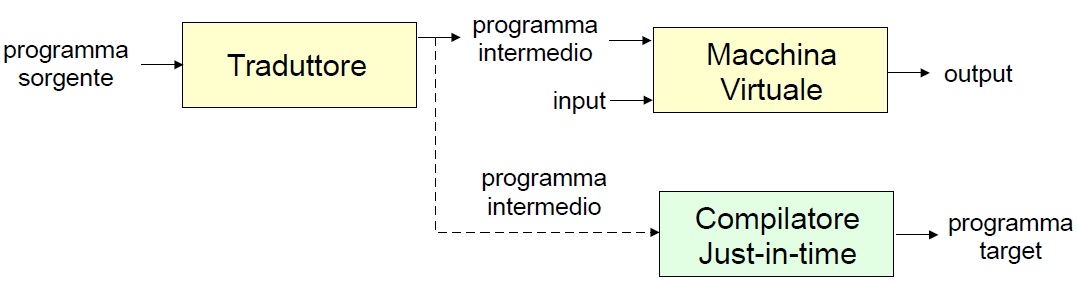 programma
sorgente
Traduttore
programma
intermedio
input
Macchina
Virtuale
output
programma
intermedio
Compilatore
Just-in-time
programma
target